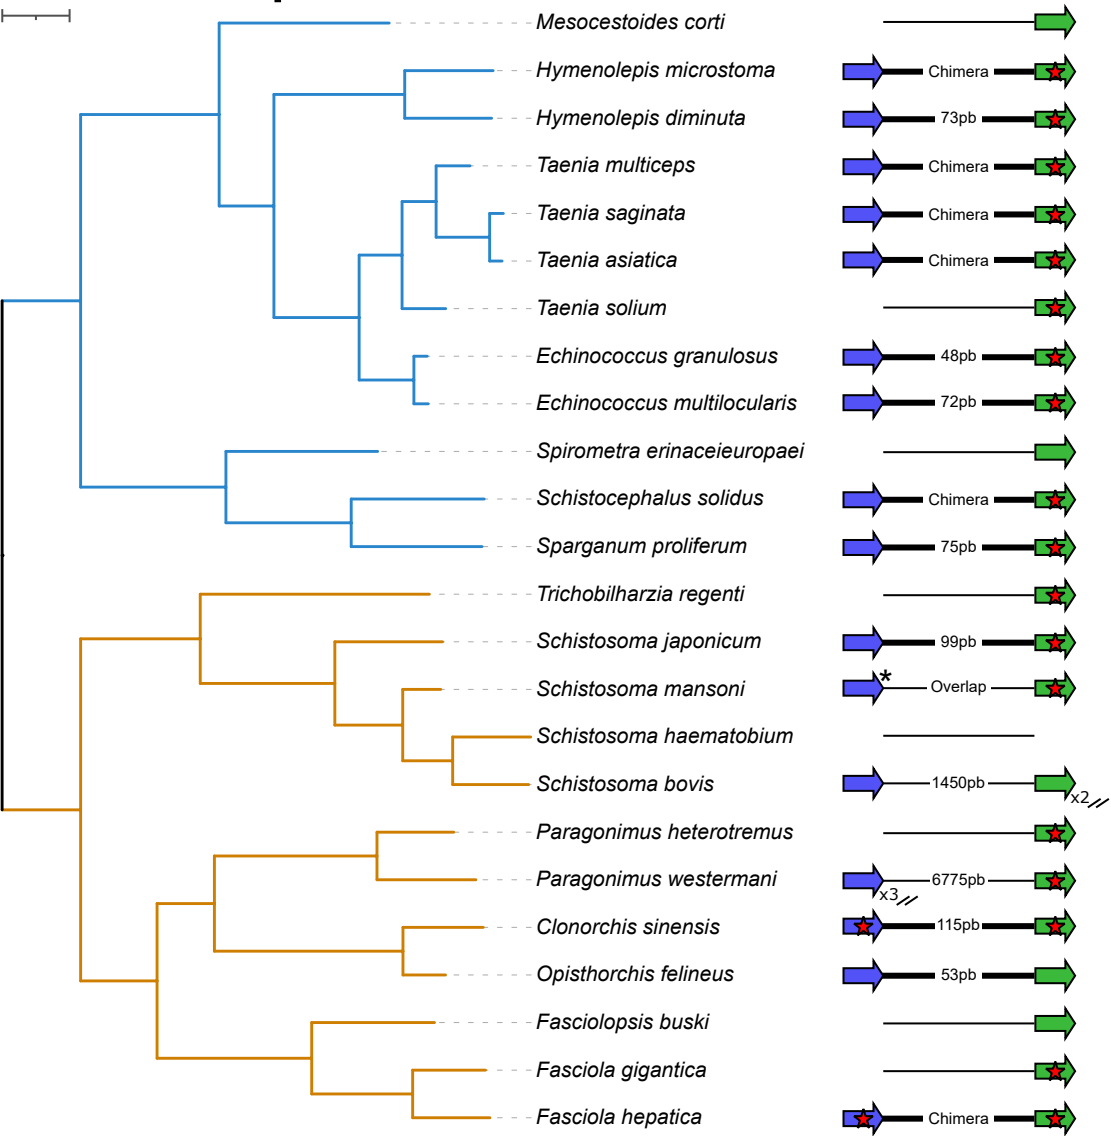 Mesocestoides corti
Hymenolepis microstoma Chimera
Hymenolepis diminuta 73pb
Taenia multiceps Chimera
Taenia saginata Chimera
Taenia asiatica Chimera
Taenia solium
Echinococcus granulosus 48pb
Echinococcus multilocularis 72pb
Spirometra erinaceieuropaei
Schistocephalus solidus Chimera
Sparganum proliferum 75pb
Trichobilharzia regenti
Schistosoma japonicum 99pb
Schistosoma mansoni * Overlap
Schistosoma haematobium
Schistosoma bovis 1450pb
x2
Paragonimus heterotremus
Paragonimus westermani 6775pb
x3
Clonorchis sinensis 115pb
Opisthorchis felineus 53pb
Fasciolopsis buski
Fasciola gigantica
Fasciola hepatica Chimera